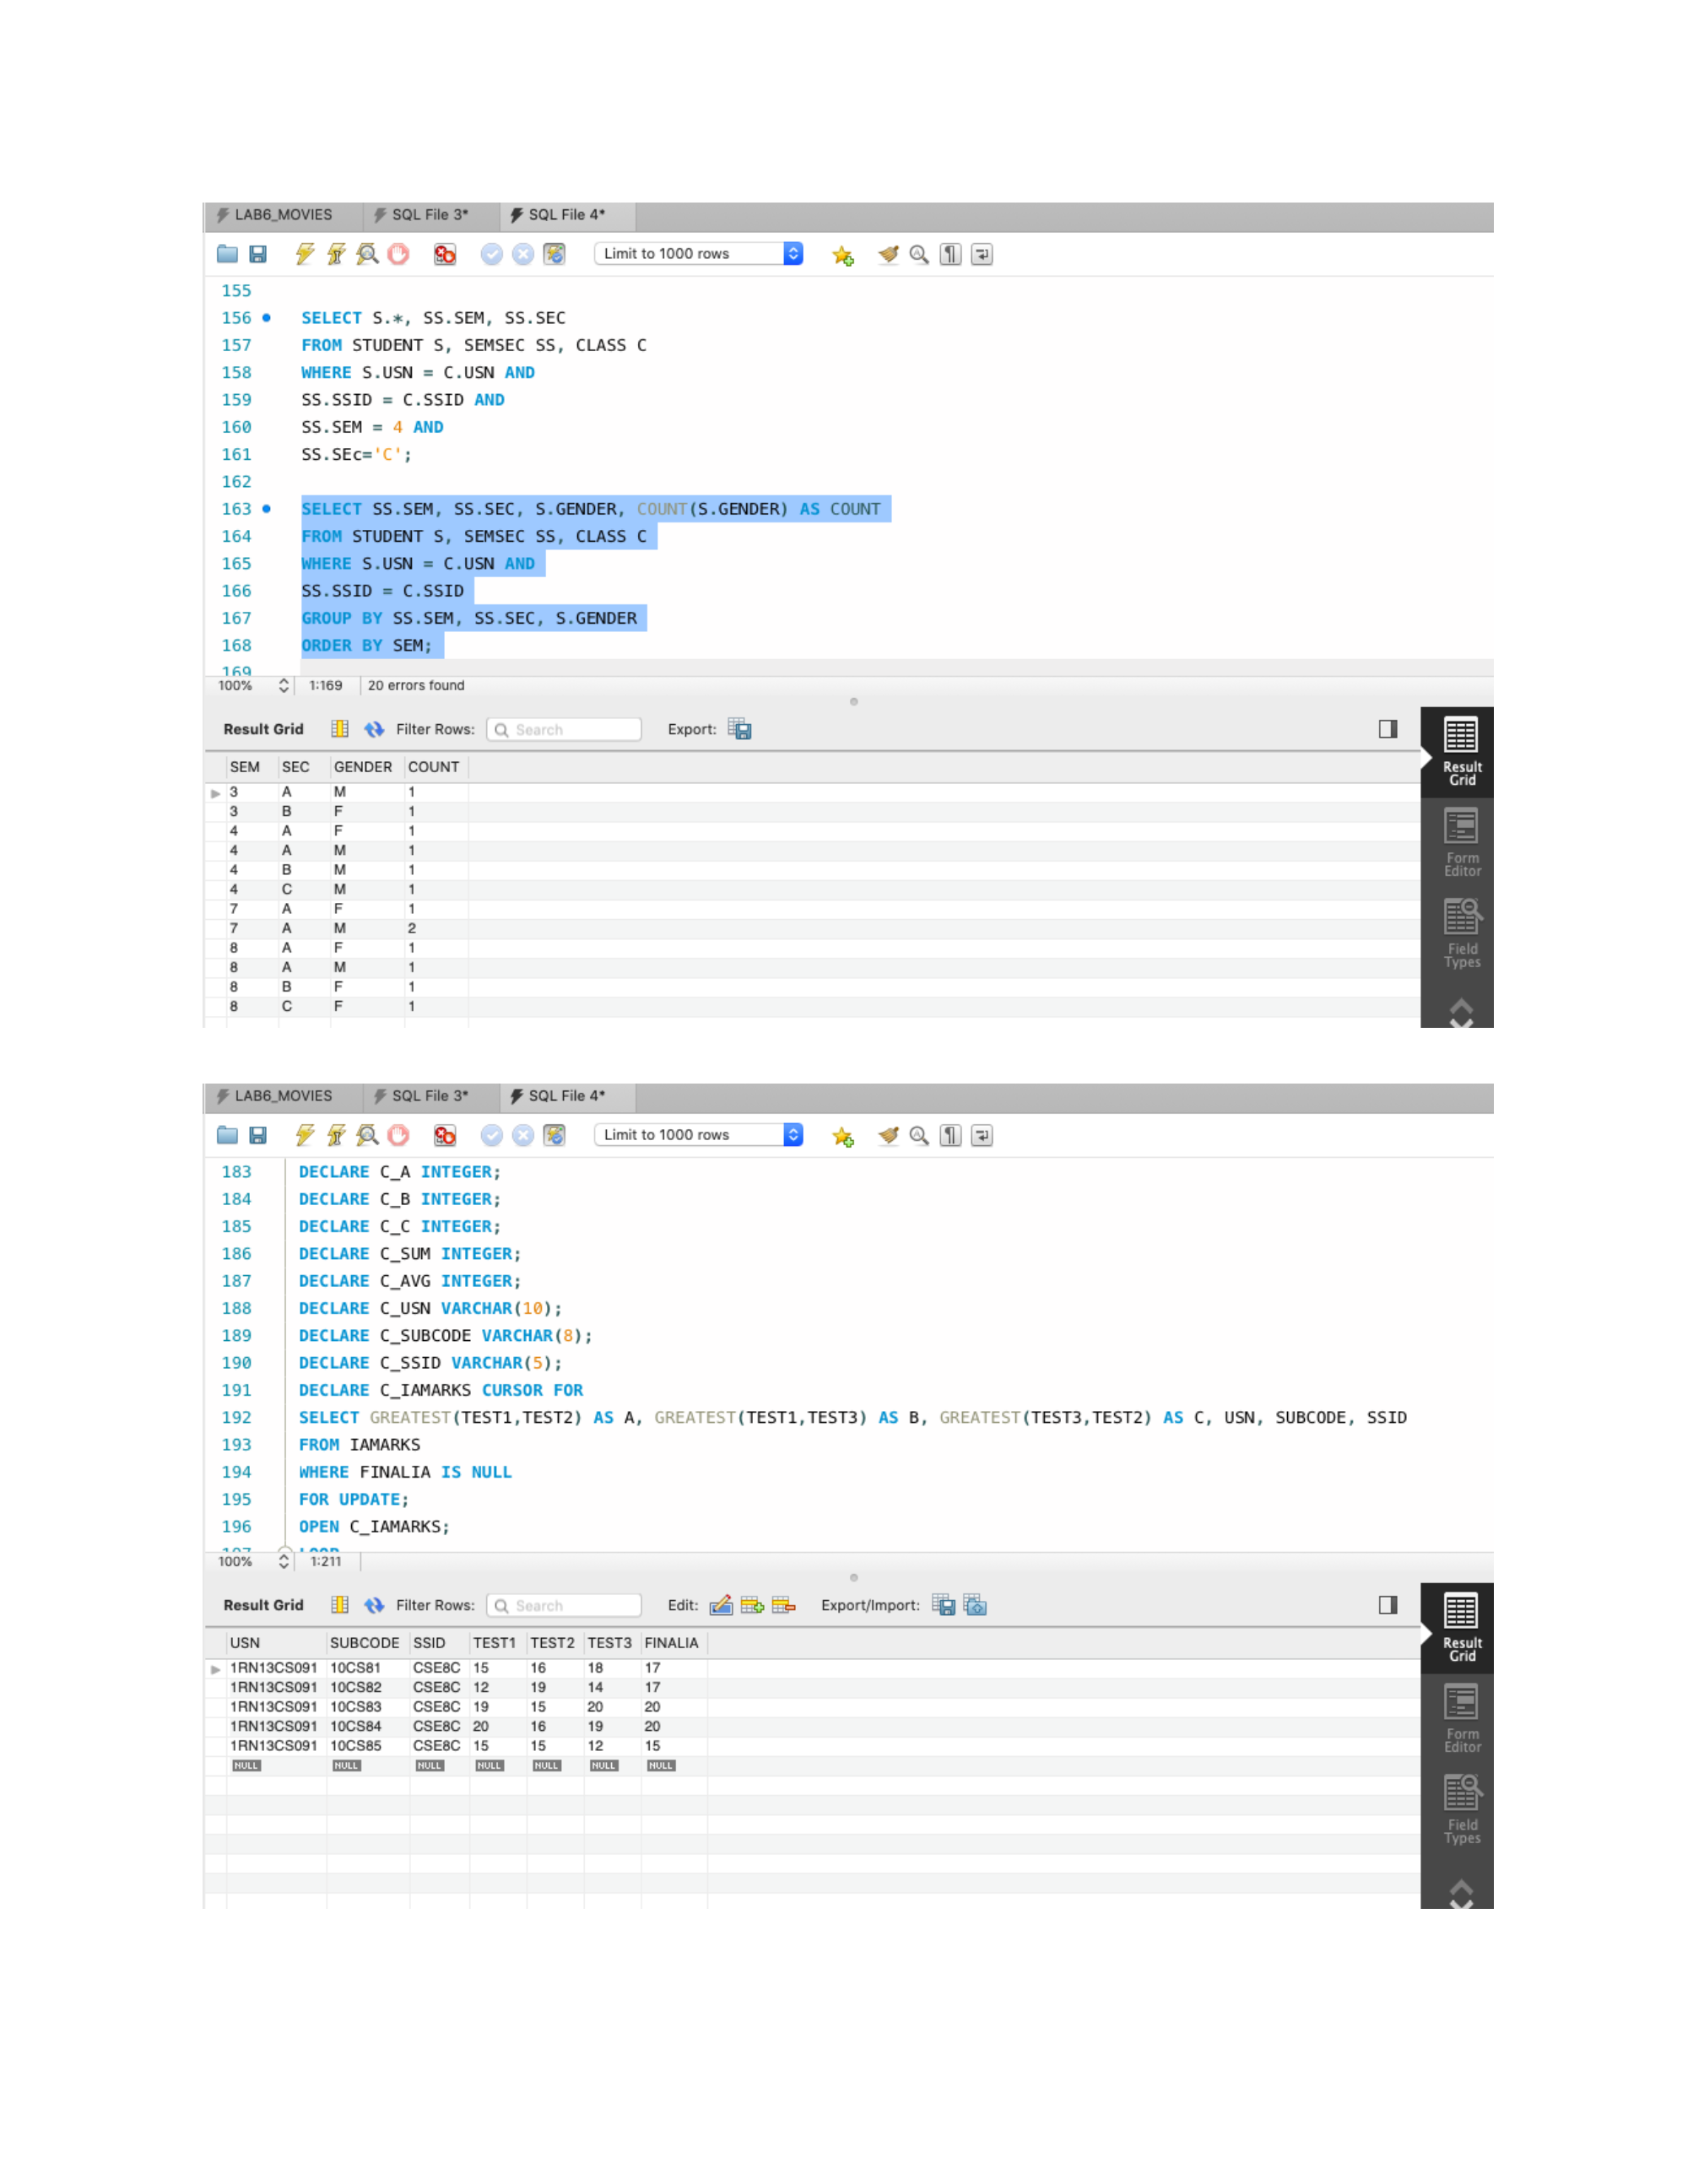 LAB6_MOVIES SQL File 3* SQL File 4*
Limit to 1000 rows
155
156 SELECT S.*, SS.SEM, SS.SEC
157 FROM STUDENT S, SEMSEC SS, CLASS C
158 WHERE S.USN = C.USN AND
159 SS.SSID = C.SSID AND
160 SS.SEM = 4 AND
161 SS.SEc='C';
162
163 SELECT SS.SEM, SS.SEC, S.GENDER, COUNT(S.GENDER) AS COUNT
164 FROM STUDENT S, SEMSEC SS, CLASS C
165 WHERE S.USN = C.USN AND
166 SS.SSID = C.SSID
167 GROUP BY SS.SEM, SS.SEC, S.GENDER
168 ORDER BY SEM;
169
100% 1:169 20 errors found
Result Grid Filter Rows: Search Export:
SEM SEC GENDER COUNT
3 A M 1
3 B F 1
4 A F 1
4 A M 1
4 B M 1
4 C M 1
7 A F 1
7 A M 2
8 A F 1
8 A M 1
8 B F 1
8 C F 1
Result
Grid
Form
Editor
Field
Types
LAB6_MOVIES SQL File 3* SQL File 4*
Limit to 1000 rows
183 DECLARE C_A INTEGER;
184 DECLARE C_B INTEGER;
185 DECLARE C_C INTEGER;
186 DECLARE C_SUM INTEGER;
187 DECLARE C_AVG INTEGER;
188 DECLARE C_USN VARCHAR(10);
189 DECLARE C_SUBCODE VARCHAR(8);
190 DECLARE C_SSID VARCHAR(5);
191 DECLARE C_IAMARKS CURSOR FOR
192 SELECT GREATEST(TEST1,TEST2) AS A, GREATEST(TEST1,TEST3) AS B, GREATEST(TEST3,TEST2) AS C, USN, SUBCODE, SSID
193 FROM IAMARKS
194 WHERE FINALIA IS NULL
195 FOR UPDATE;
196 OPEN C_IAMARKS;
197 LOOP
100% 1:211
Result Grid Filter Rows: Search Edit: Export/Import:
USN SUBCODE SSID TEST1 TEST2 TEST3 FINALIA
1RN13CS091 10CS81 CSE8C 15 16 18 17
1RN13CS091 10CS82 CSE8C 12 19 14 17
1RN13CS091 10CS83 CSE8C 19 15 20 20
1RN13CS091 10CS84 CSE8C 20 16 19 20
1RN13CS091 10CS85 CSE8C 15 15 12 15
NULL NULL NULL NULL NULL NULL NULL
Result
Grid
Form
Editor
Field
Types